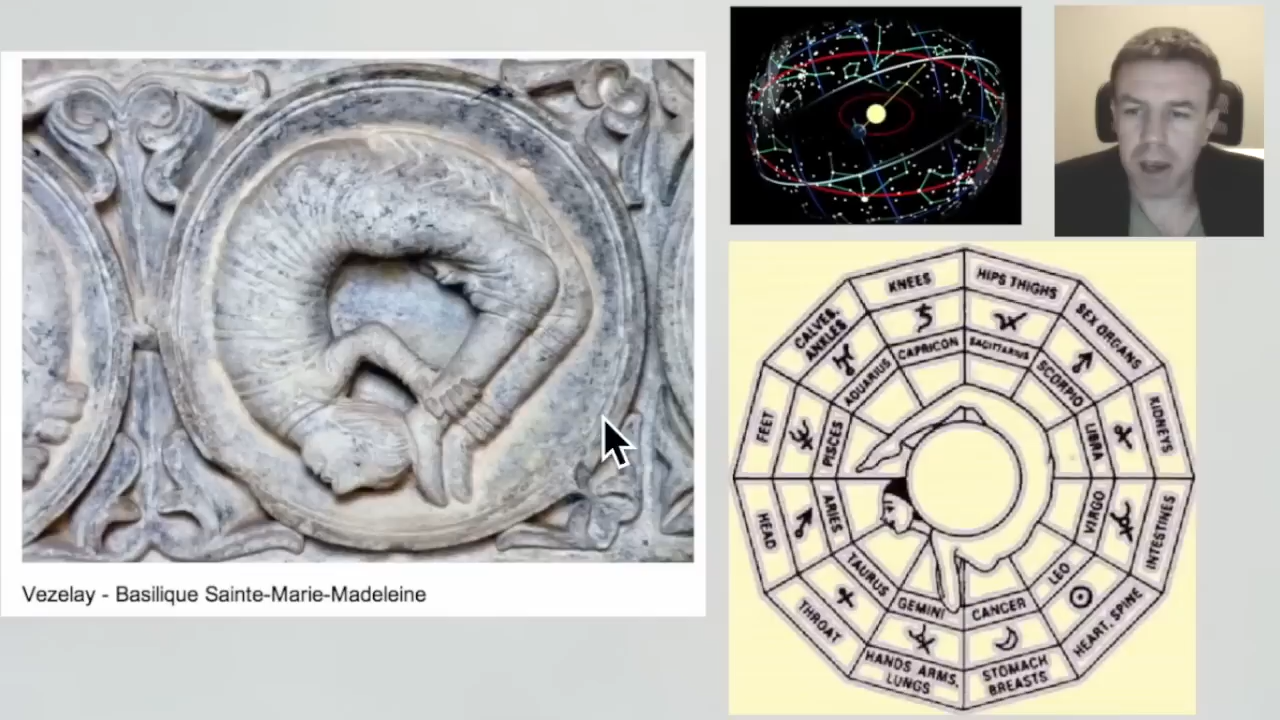 Vezelay - Basilique Sainte-Marie-Madeleine
KNEES
HIPS THIGHS
SEX ORGANS
KIDNEYS
INTESTINES
HEART, SPINE
STOMACH
BREASTS
HANDS ARMS,
LUNGS
THROAT
HEAD
FEET
CALVES,
ANKLES
CAPRICON
SAGITTARIUS
SCORPIO
LIBRA
VIRGO
LEO
CANCER
GEMINI
TAURUS
ARIES
PISCES
AQUARIUS